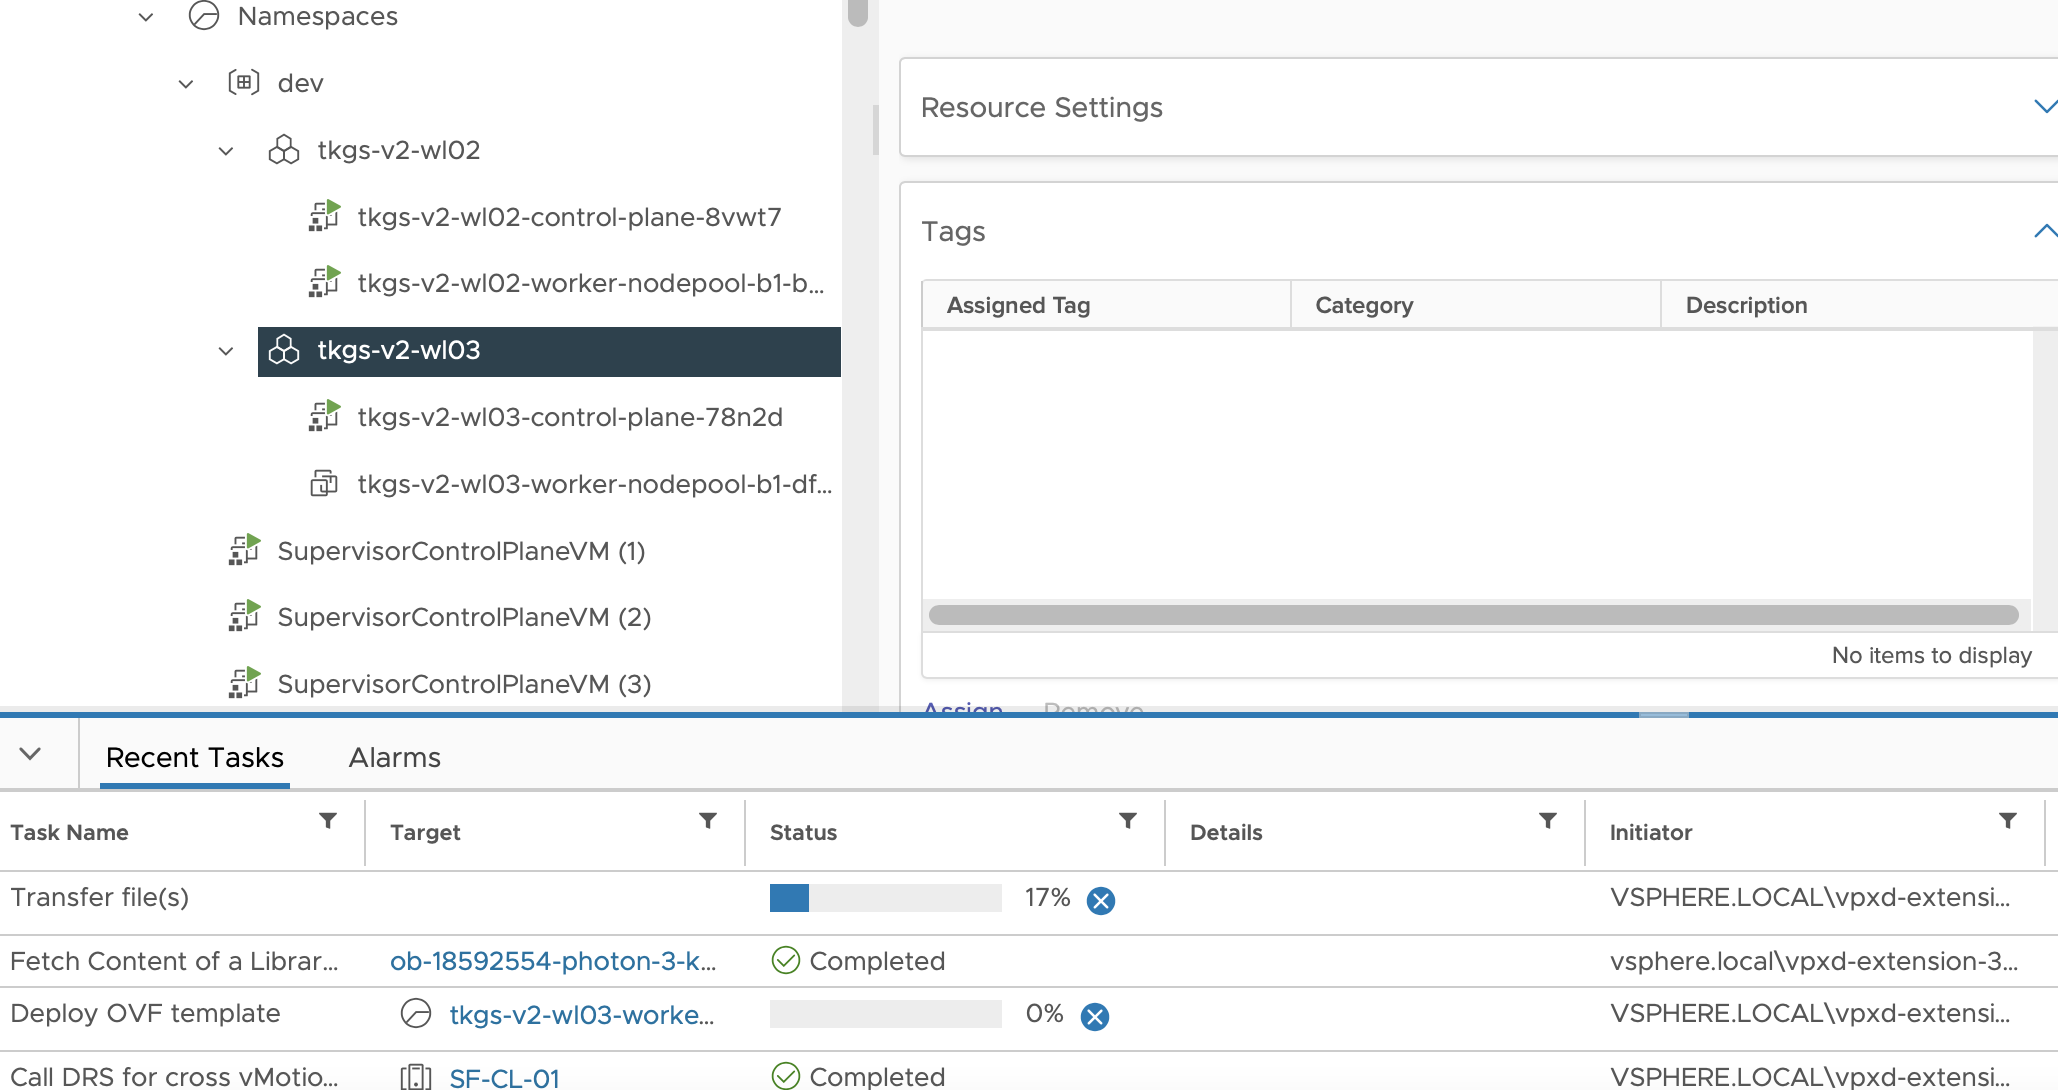 Namespaces
dev
tkgs-v2-wl02
tkgs-v2-wl02-control-plane-8vwt7
tkgs-v2-wl02-worker-nodepool-b1-b...
tkgs-v2-wl03
tkgs-v2-wl03-control-plane-78n2d
tkgs-v2-wl03-worker-nodepool-b1-df...
SupervisorControlPlaneVM (1)
SupervisorControlPlaneVM (2)
SupervisorControlPlaneVM (3)
Resource Settings
Tags
Assigned Tag Category Description
No items to display
Assign Remove
Recent Tasks Alarms
Task Name Target Status Details Initiator
Transfer file(s) 17% VSPHERE.LOCAL\vpxd-extensi...
Fetch Content of a Librar... ob-18592554-photon-3-k... Completed vsphere.local\vpxd-extension-3...
Deploy OVF template tkgs-v2-wl03-worke... 0% VSPHERE.LOCAL\vpxd-extensi...
Call DRS for cross vMotio... SF-CL-01 Completed VSPHERE.LOCAL\vpxd-extensi...